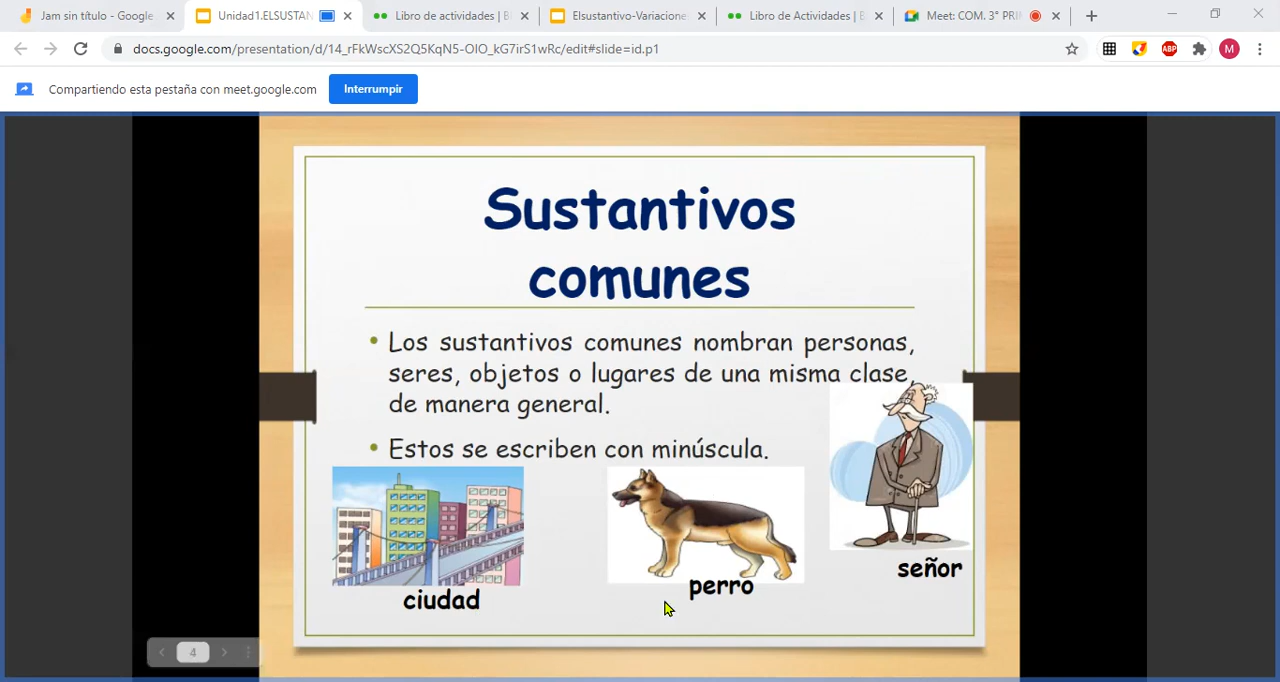 Jam sin título - Google
Unidad1.ELSUSTAN
Libro de actividades | B
Elsustantivo-Variacione
Libro de Actividades | B
Meet: COM. 3° PRI
docs.google.com/presentation/d/14_rFkWscXS2Q5KqN5-OIO_kG7irS1wRc/edit#slide=id.p1
ABP
M
Compartiendo esta pestaña con meet.google.com
Interrumpir
Sustantivos
comunes
• Los sustantivos comunes nombran personas,
seres, objetos o lugares de una misma clase,
de manera general.
• Estos se escriben con minúscula.
señor
perro
ciudad
4